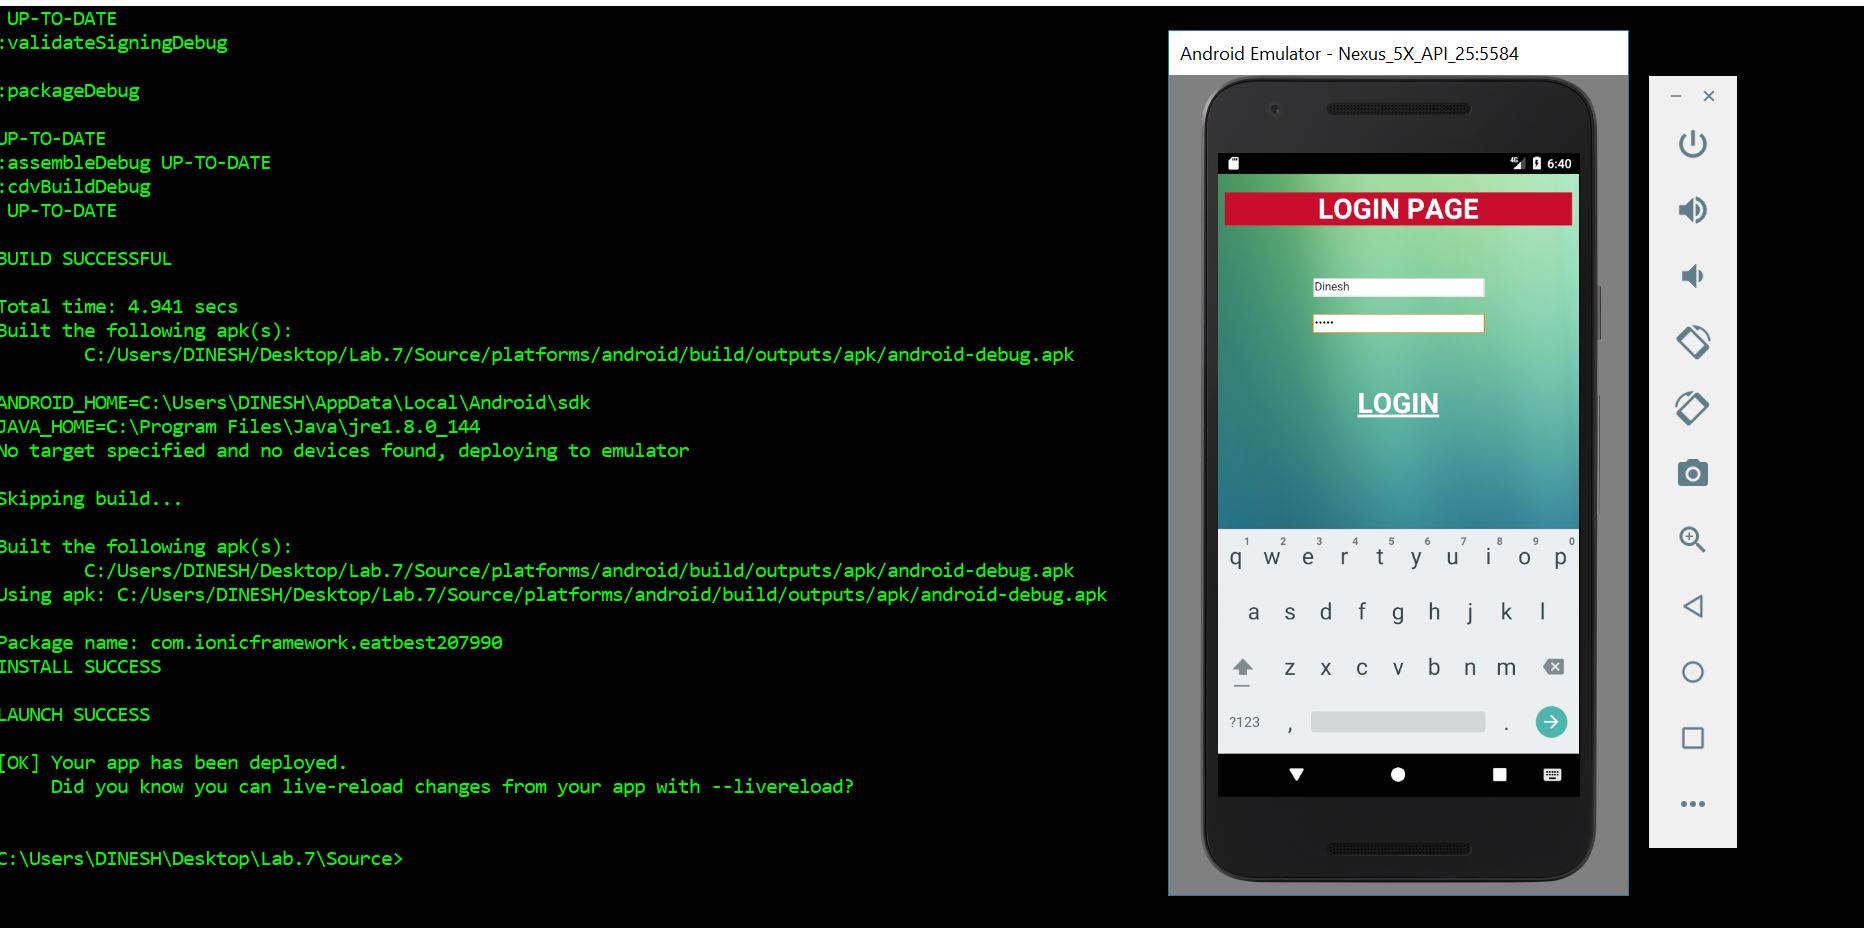 UP-TO-DATE
:validateSigningDebug
:packageDebug
UP-TO-DATE
:assembleDebug UP-TO-DATE
:cdvBuildDebug
UP-TO-DATE
BUILD SUCCESSFUL
Total time: 4.941 secs
Built the following apk(s):
C:/Users/DINESH/Desktop/Lab.7/Source/platforms/android/build/outputs/apk/android-debug.apk
ANDROID_HOME=C:\Users\DINESH\AppData\Local\Android\sdk
JAVA_HOME=C:\Program Files\Java\jre1.8.0_144
No target specified and no devices found, deploying to emulator
Skipping build...
Built the following apk(s):
C:/Users/DINESH/Desktop/Lab.7/Source/platforms/android/build/outputs/apk/android-debug.apk
Using apk: C:/Users/DINESH/Desktop/Lab.7/Source/platforms/android/build/outputs/apk/android-debug.apk
Package name: com.ionicframework.eatbest207990
INSTALL SUCCESS
LAUNCH SUCCESS
[OK] Your app has been deployed.
Did you know you can live-reload changes from your app with --livereload?
C:\Users\DINESH\Desktop\Lab.7\Source>
Android Emulator - Nexus_5X_API_25:5584
4G 6:40
LOGIN PAGE
Dinesh
•••••
LOGIN
1 2 3 4 5 6 7 8 9 0
q w e r t y u i o p
a s d f g h j k l
z x c v b n m
?123 , .